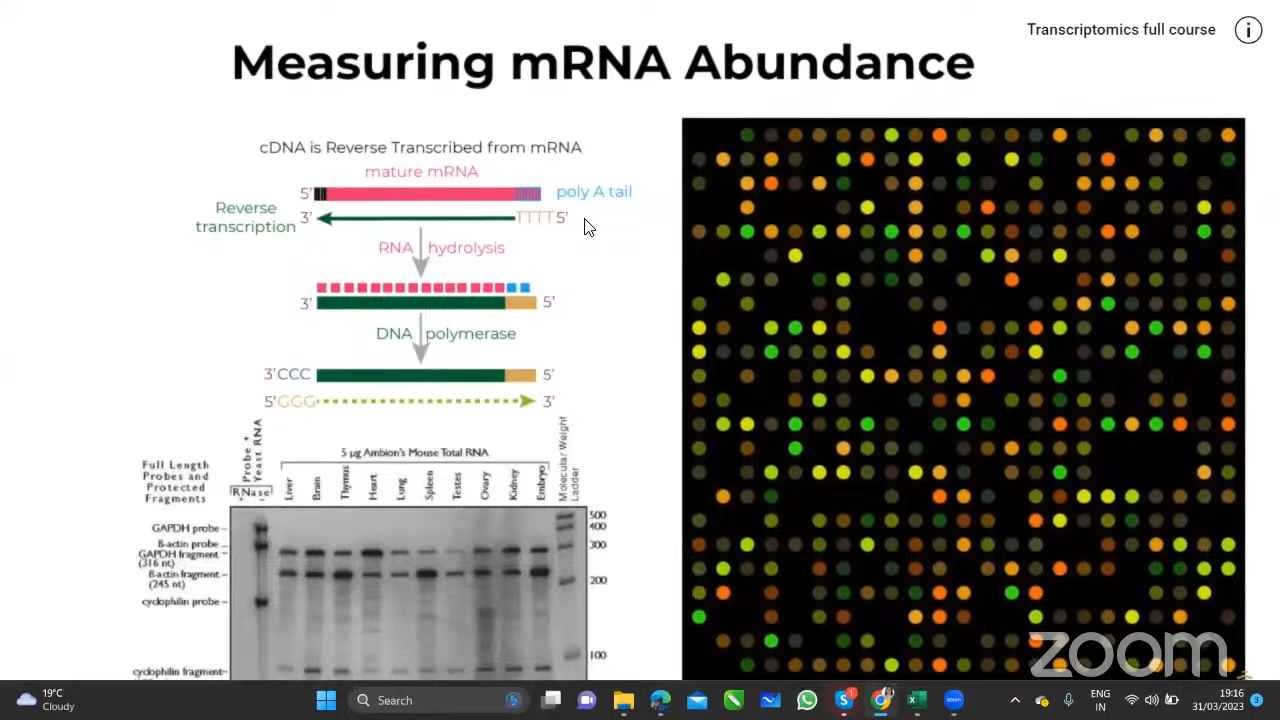 Transcriptomics full course
Measuring mRNA Abundance
cDNA is Reverse Transcribed from mRNA
mature mRNA
5'
poly A tail
Reverse
transcription
3'
TTTT 5'
RNA hydrolysis
3'
5'
DNA polymerase
3'CCC
5'
5'GGG
3'
5 µg Ambion's Mouse Total RNA
Full Length
Probes and
Protected
Fragments
Probe +
Yeast RNA
RNase
Liver
Brain
Thymus
Heart
Lung
Spleen
Testes
Ovary
Kidney
Embryo
Molecular Weight
Ladder
GAPDH probe
ß-actin probe
GAPDH fragment
(316 nt)
ß-actin fragment
(245 nt)
cyclophilin probe
cyclophilin fragment
500
400
300
200
100
zoom
19°C
Cloudy
Search
1
zoom
ENG
IN
19:16
31/03/2023
3